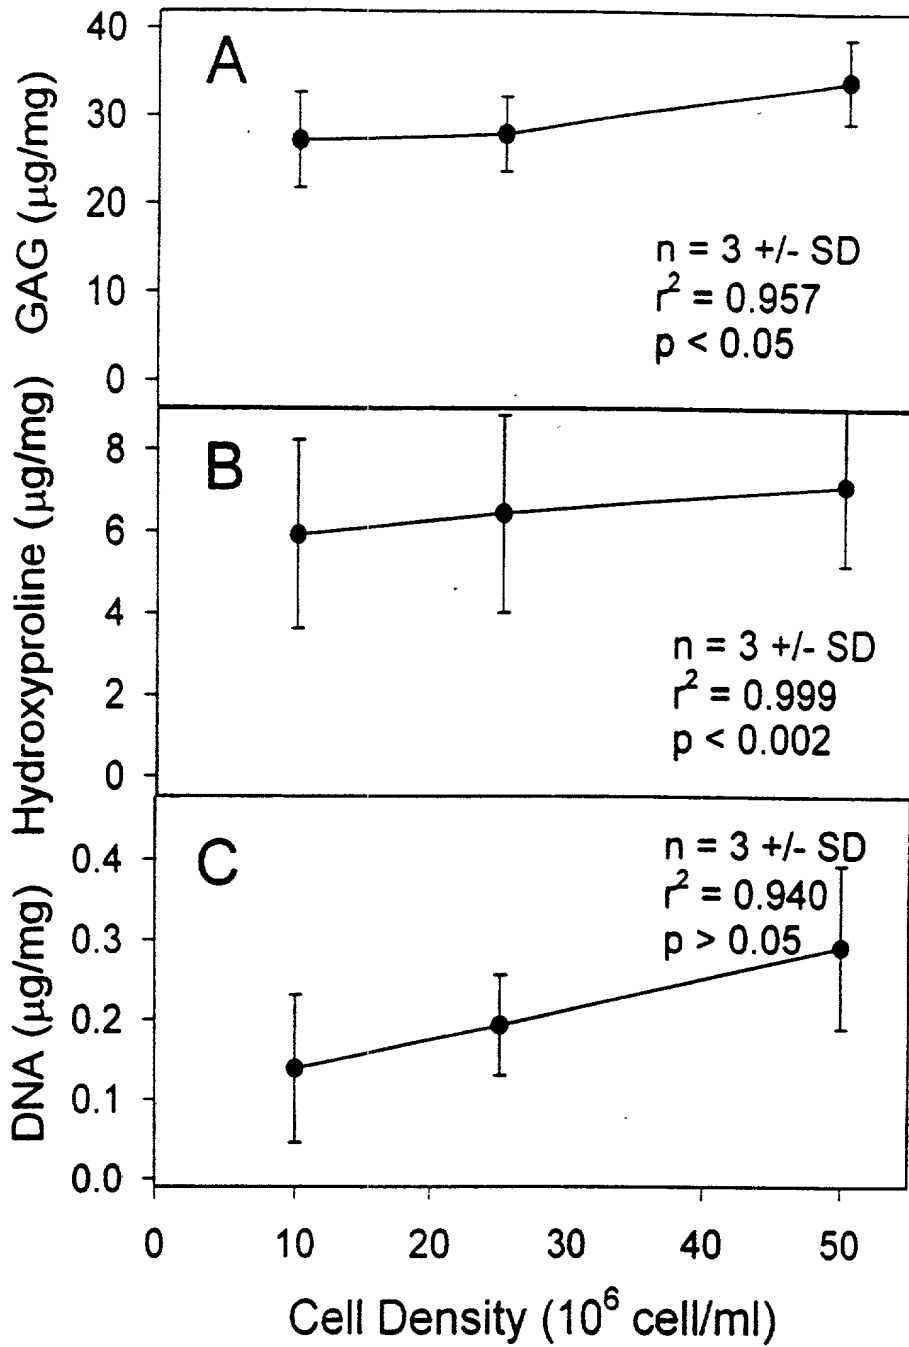 GAG (μg/mg)
40
30
20
10
0
A
n = 3 +/- SD
r² = 0.957
p < 0.05
Hydroxyproline (μg/mg)
8
6
4
2
0
B
n = 3 +/- SD
r² = 0.999
p < 0.002
DNA (μg/mg)
0.4
0.3
0.2
0.1
0.0
C
n = 3 +/- SD
r² = 0.940
p > 0.05
0 10 20 30 40 50
Cell Density (10⁶ cell/ml)